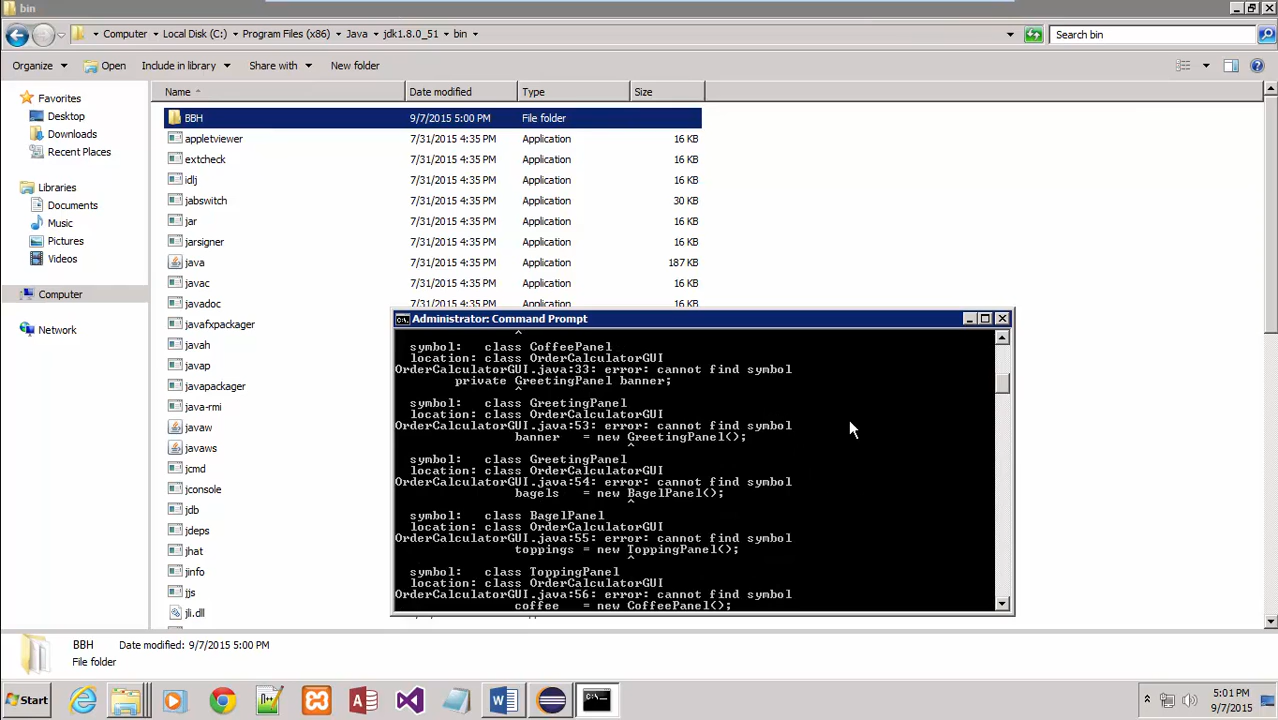 bin
Computer Local Disk (C:) Program Files (x86) Java jdk1.8.0_51 bin
Search bin
Organize Open Include in library Share with New folder
Name Date modified Type Size
Favorites
Desktop
Downloads
Recent Places
Libraries
Documents
Music
Pictures
Videos
Computer
Network
BBH 9/7/2015 5:00 PM File folder
appletviewer 7/31/2015 4:35 PM Application 16 KB
extcheck 7/31/2015 4:35 PM Application 16 KB
idlj 7/31/2015 4:35 PM Application 16 KB
jabswitch 7/31/2015 4:35 PM Application 30 KB
jar 7/31/2015 4:35 PM Application 16 KB
jarsigner 7/31/2015 4:35 PM Application 16 KB
java 7/31/2015 4:35 PM Application 187 KB
javac 7/31/2015 4:35 PM Application 16 KB
javadoc 7/31/2015 4:35 PM Application 16 KB
javafxpackager
javah
javap
javapackager
java-rmi
javaw
javaws
jcmd
jconsole
jdb
jdeps
jhat
jinfo
jjs
jli.dll
Administrator: Command Prompt
^
symbol: class CoffeePanel
location: class OrderCalculatorGUI
OrderCalculatorGUI.java:33: error: cannot find symbol
private GreetingPanel banner;
^
symbol: class GreetingPanel
location: class OrderCalculatorGUI
OrderCalculatorGUI.java:53: error: cannot find symbol
banner = new GreetingPanel();
^
symbol: class GreetingPanel
location: class OrderCalculatorGUI
OrderCalculatorGUI.java:54: error: cannot find symbol
bagels = new BagelPanel();
^
symbol: class BagelPanel
location: class OrderCalculatorGUI
OrderCalculatorGUI.java:55: error: cannot find symbol
toppings = new ToppingPanel();
^
symbol: class ToppingPanel
location: class OrderCalculatorGUI
OrderCalculatorGUI.java:56: error: cannot find symbol
coffee = new CoffeePanel();
BBH Date modified: 9/7/2015 5:00 PM
File folder
Start
5:01 PM
9/7/2015